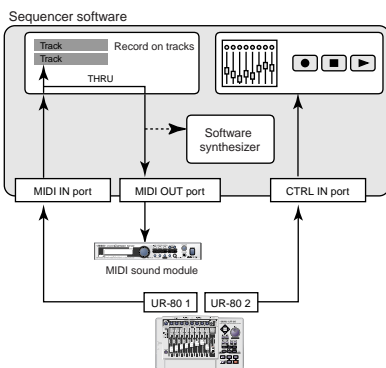 Sequencer software
Track
Record on tracks
Track
THRU
Software
synthesizer
MIDI IN port
MIDI OUT port
CTRL IN port
MIDI sound module
UR-80 1
UR-80 2